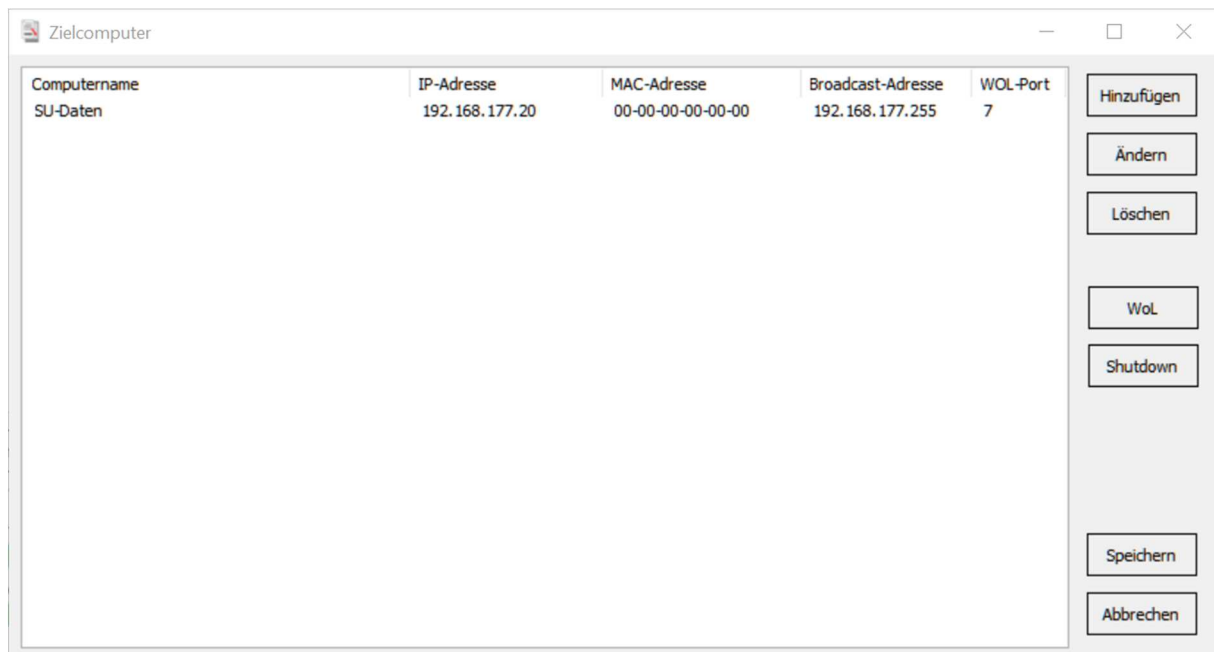 Zielcomputer
Computername IP-Adresse MAC-Adresse Broadcast-Adresse WOL-Port
SU-Daten 192.168.177.20 00-00-00-00-00-00 192.168.177.255 7
Hinzufügen
Ändern
Löschen
WoL
Shutdown
Speichern
Abbrechen